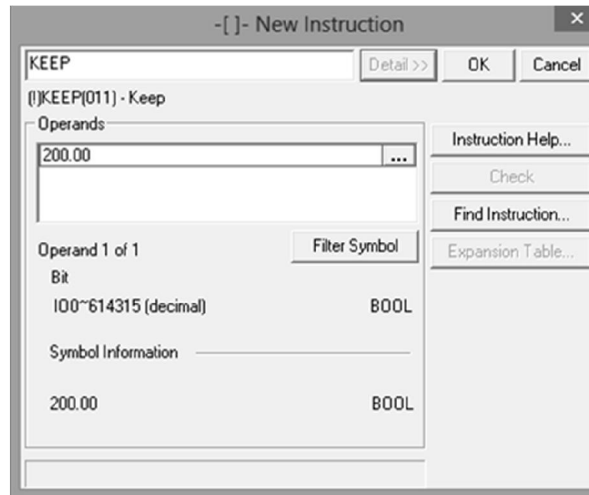 -[ ]- New Instruction
KEEP
Detail >>
OK
Cancel
(!)KEEP(011) - Keep
Operands
200.00
...
Instruction Help...
Check
Find Instruction...
Expansion Table...
Operand 1 of 1
Filter Symbol
Bit
IO0~614315 (decimal)
BOOL
Symbol Information
200.00
BOOL